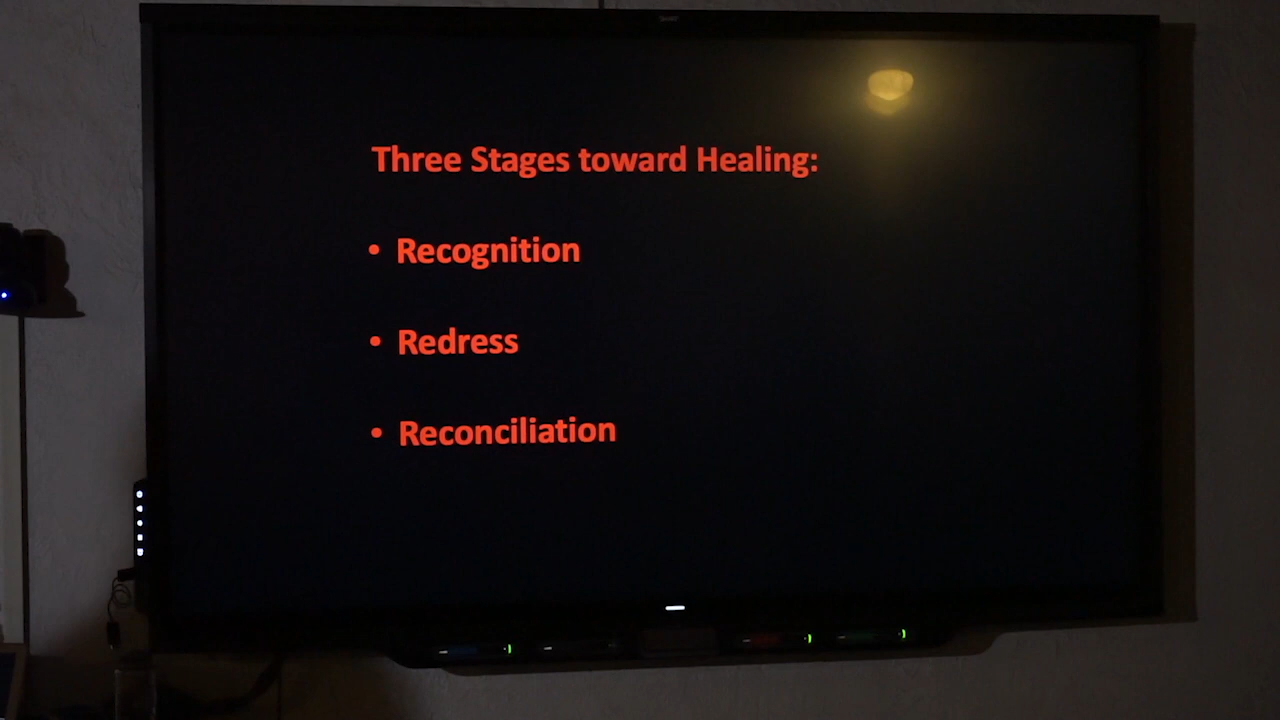 Three Stages toward Healing:
• Recognition
• Redress
• Reconciliation